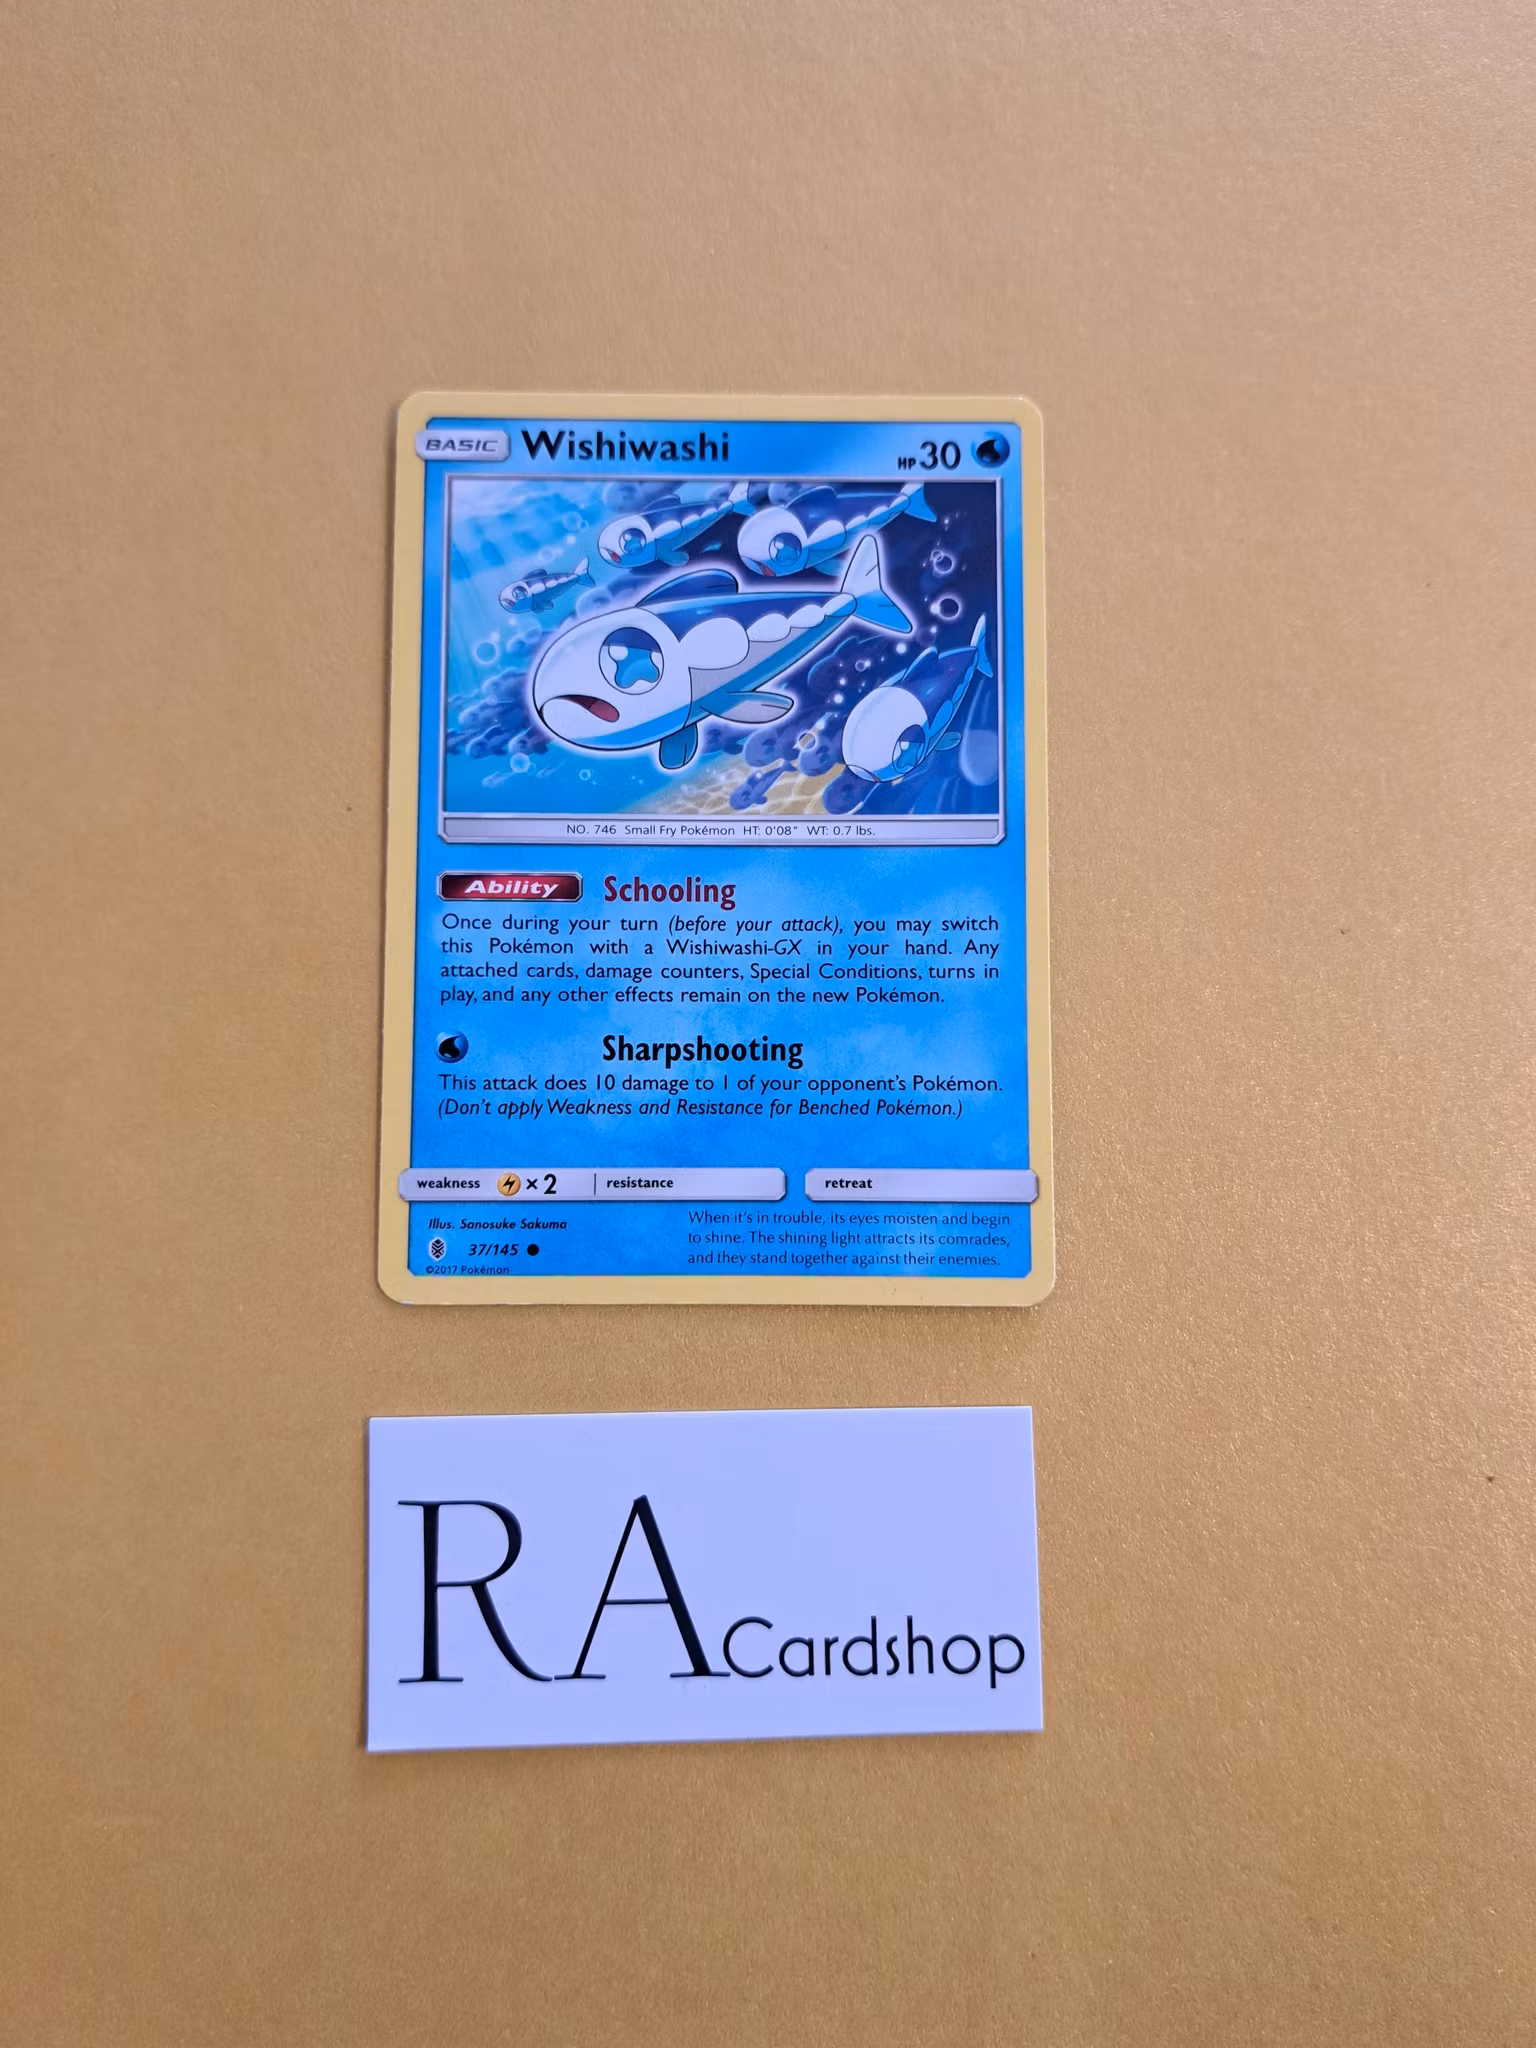 BASIC Wishiwashi HP 30
NO. 746 Small Fry Pokémon HT: 0'08" WT: 0.7 lbs.
Ability Schooling
Once during your turn (before your attack), you may switch
this Pokémon with a Wishiwashi-GX in your hand. Any
attached cards, damage counters, Special Conditions, turns in
play, and any other effects remain on the new Pokémon.
Sharpshooting
This attack does 10 damage to 1 of your opponent's Pokémon.
(Don't apply Weakness and Resistance for Benched Pokémon.)
weakness × 2 resistance retreat
Illus. Sanosuke Sakuma
37/145
©2017 Pokémon
When it's in trouble, its eyes moisten and begin
to shine. The shining light attracts its comrades,
and they stand together against their enemies.
RA Cardshop